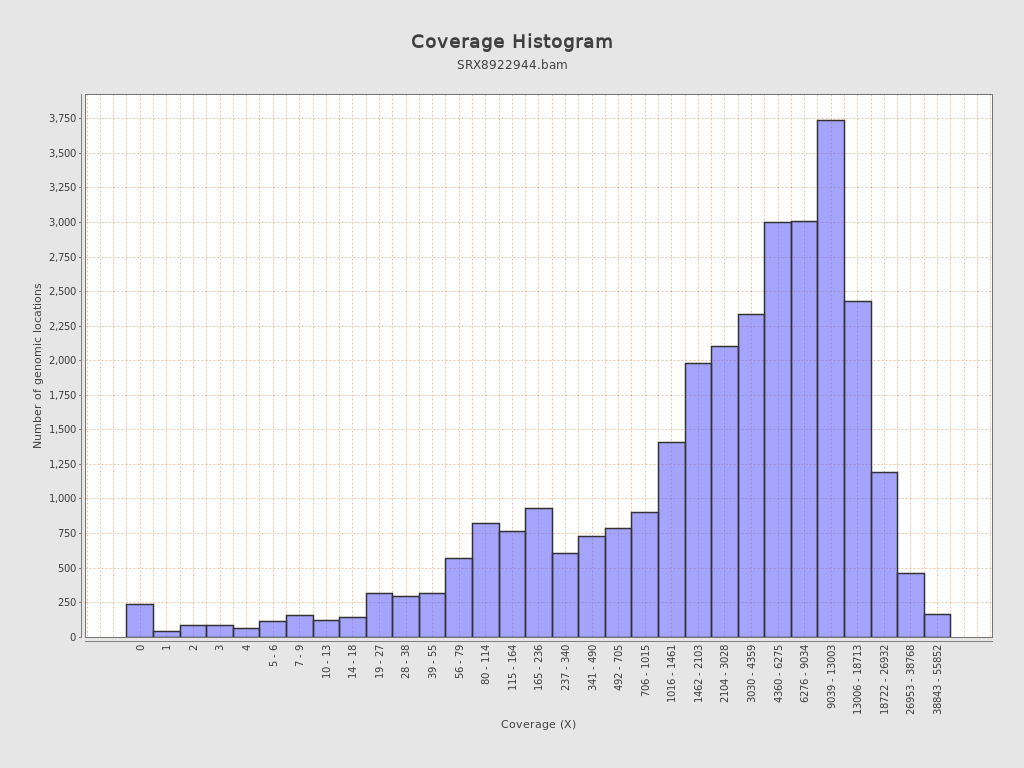 Coverage Histogram
SRX8922944.bam
Number of genomic locations
3,750
3,500
3,250
3,000
2,750
2,500
2,250
2,000
1,750
1,500
1,250
1,000
750
500
250
0
0
1
2
3
4
5 - 6
7 - 9
10 - 13
14 - 18
19 - 27
28 - 38
39 - 55
56 - 79
80 - 114
115 - 164
165 - 236
237 - 340
341 - 490
492 - 705
706 - 1015
1016 - 1461
1462 - 2103
2104 - 3028
3030 - 4359
4360 - 6275
6276 - 9034
9039 - 13003
13006 - 18713
18722 - 26932
26953 - 38768
38843 - 55852
Coverage (X)